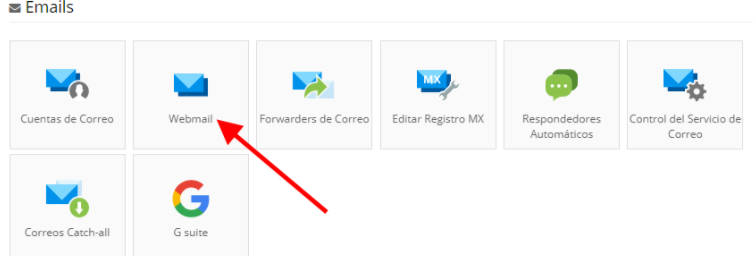 Emails
Cuentas de Correo
Webmail
Forwarders de Correo
Editar Registro MX
Respondedores
Automáticos
Control del Servicio de
Correo
MX
Correos Catch-all
G suite